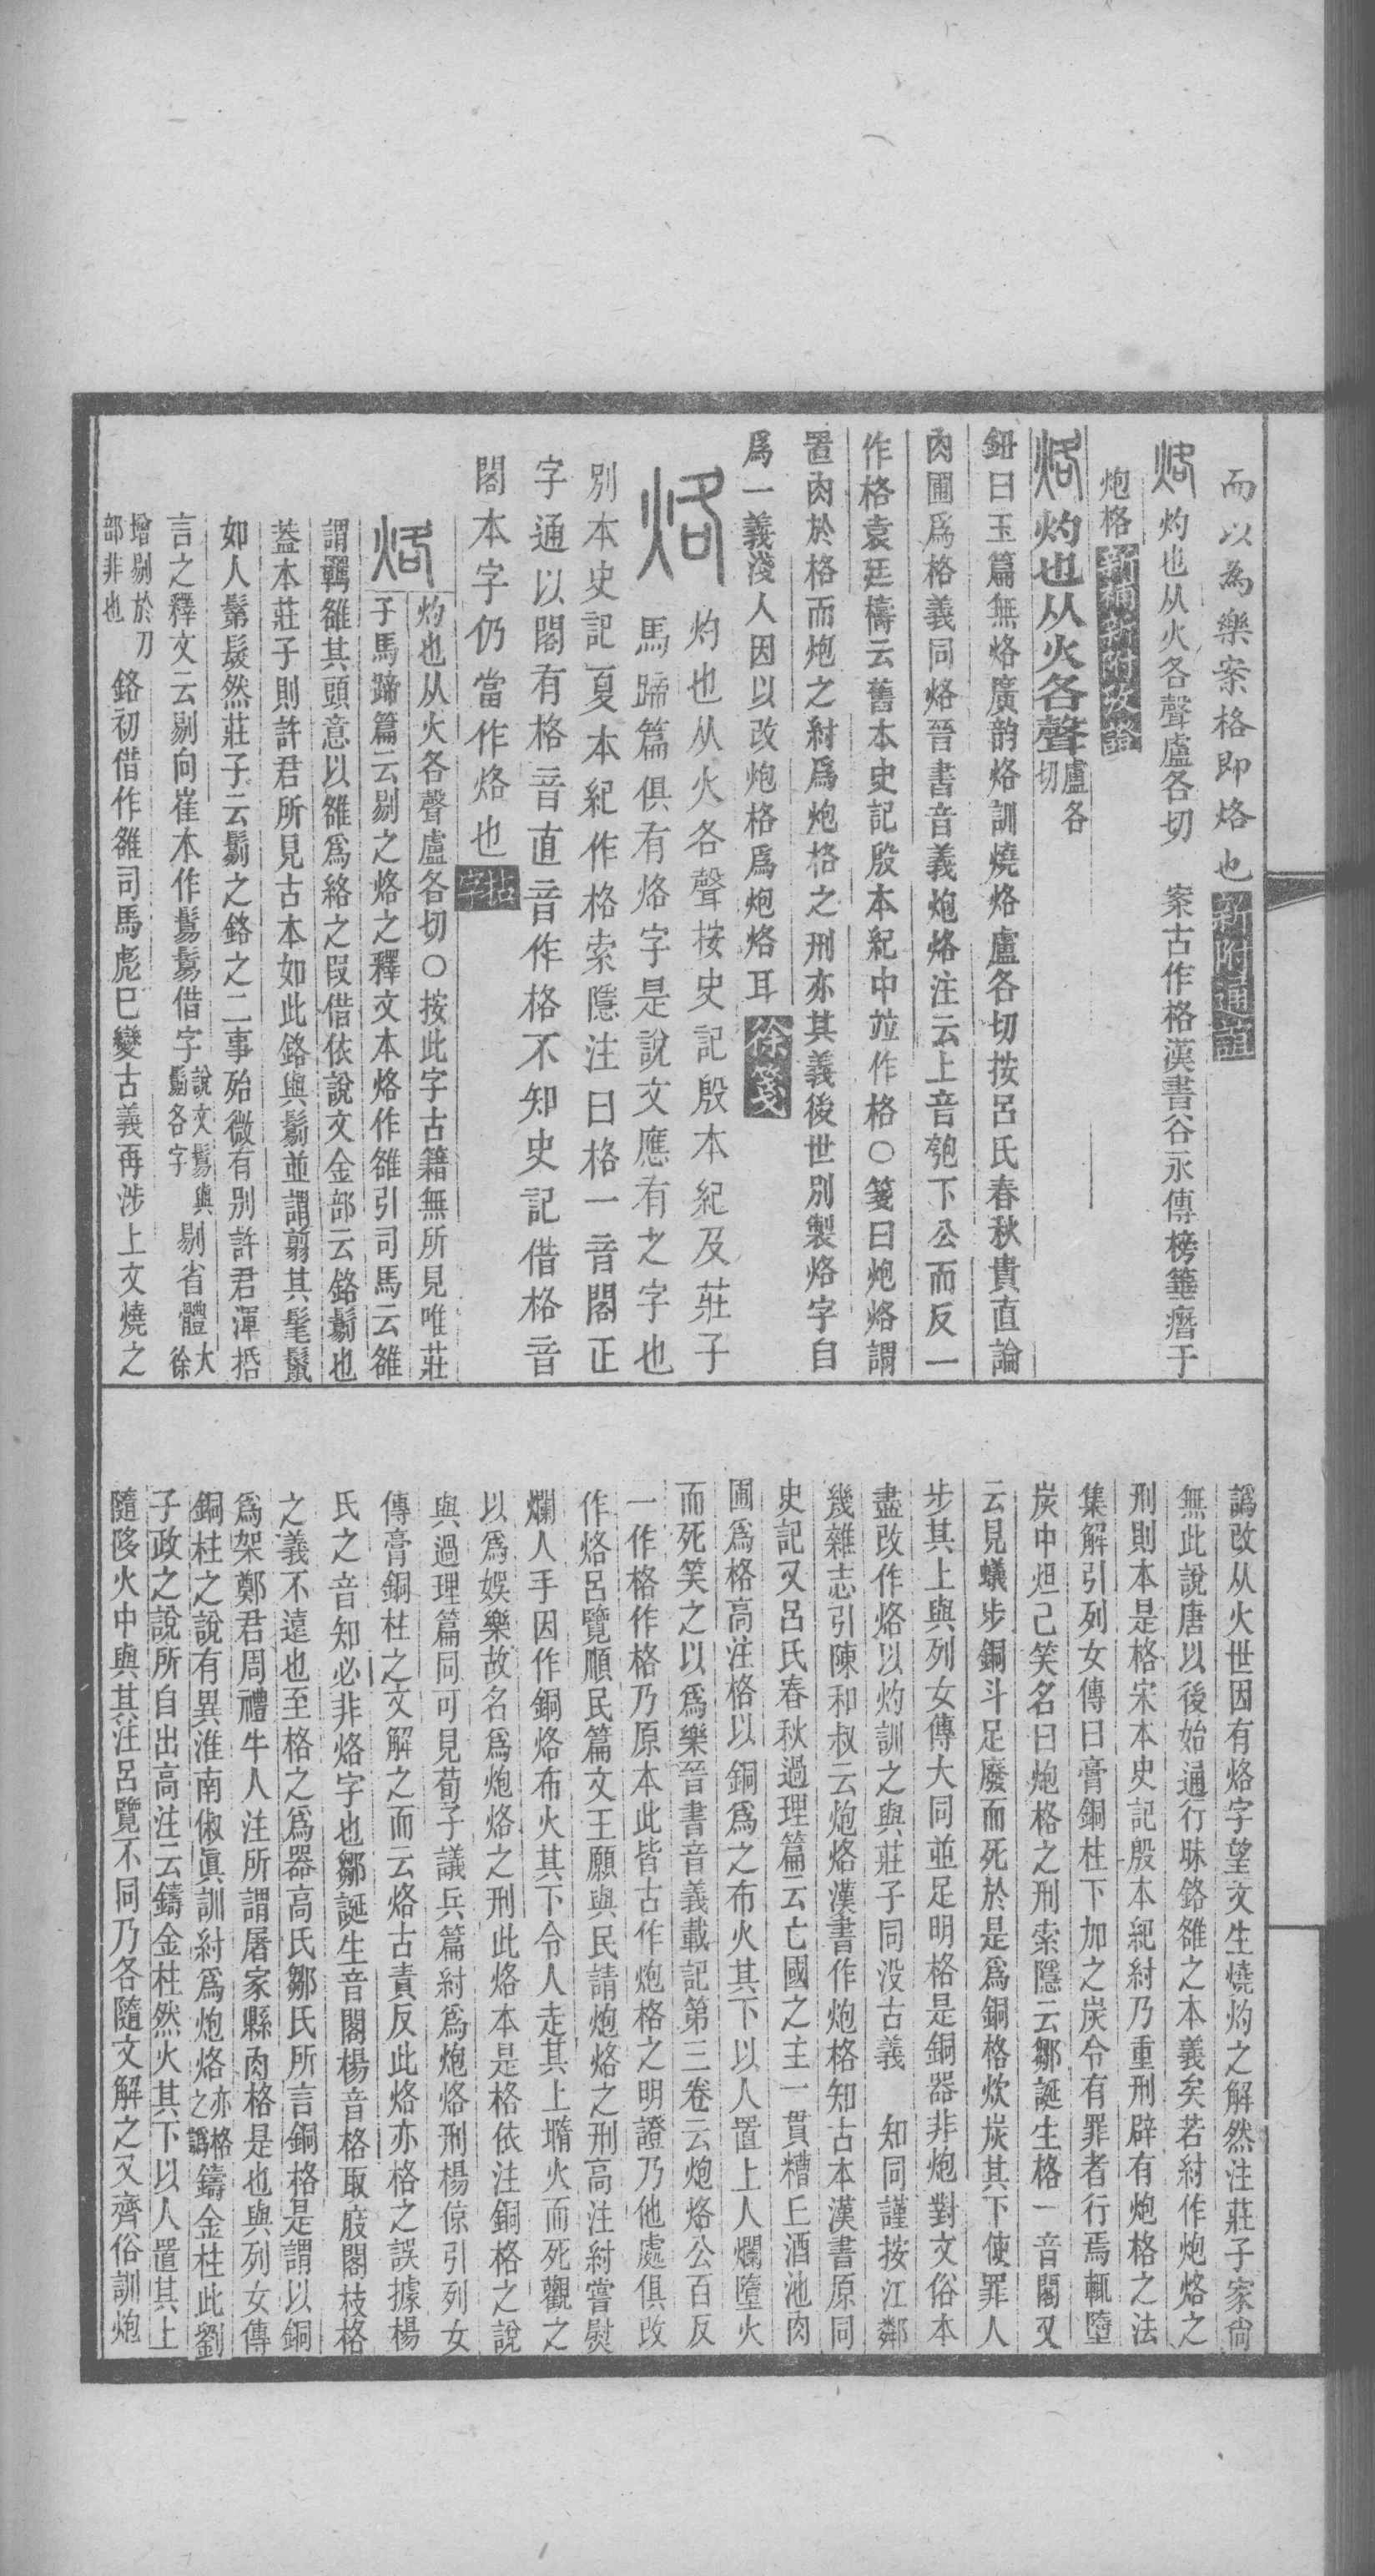 而以為樂案格即烙也新附通誼
烙灼也从火各聲盧各切　案古作格漢書谷永傳榜箠㿊于
炮格新補新附攷證
烙灼也从火各聲盧各切
鈕曰玉篇無烙廣韵烙訓燒烙盧各切按呂氏春秋貴直論
肉圃爲格義同烙晉書音義炮烙注云上音匏下公而反一
作格袁廷檮云舊本史記殷本紀中竝作格○箋曰炮烙謂
置肉於格而炮之紂爲炮格之刑亦其義後世別製烙字自
爲一義淺人因以改炮格爲炮烙耳徐箋
烙灼也从火各聲按史記殷本紀及莊子
馬蹄篇俱有烙字是說文應有之字也
別本史記夏本紀作格索隱注曰格一音閣正
字通以閣有格音直音作格不知史記借格音
閣本字仍當作烙也拈字
烙灼也从火各聲盧各切○按此字古籍無所見唯莊
子馬蹄篇云剔之烙之釋文本烙作雒引司馬云雒
謂羈雒其頭意以雒爲絡之叚借依說文金部云鉻鬄也
蓋本莊子則許君所見古本如此鉻與鬄並謂翦其髦鬣
如人鬀髮然莊子云鬄之鉻之二事殆微有別許君渾括
言之釋文云剔向崔本作鬄鬄借字說文鬄與鬄各字剔省體大徐
增剔於刀部非也鉻初借作雒司馬彪已變古義再涉上文燒之
譌改从火世因有烙字望文生燒灼之解然注莊子家尙
無此說唐以後始通行昧鉻雒之本義矣若紂作炮烙之
刑則本是格宋本史記殷本紀紂乃重刑辟有炮格之法
集解引列女傳曰膏銅柱下加之炭令有罪者行焉輒墮
炭中妲己笑名曰炮格之刑索隱云鄒誕生格一音閣又
云見蟻步銅斗足廢而死於是爲銅格炊炭其下使罪人
步其上與列女傳大同並足明格是銅器非炮對文俗本
盡改作烙以灼訓之與莊子同没古義　知同謹按江鄰
幾雜志引陳和叔云炮烙漢書作炮格知古本漢書原同
史記又呂氏春秋過理篇云亡國之主一貫糟丘酒池肉
圃爲格高注格以銅爲之布火其下以人置上人爛墮火
而死笑之以爲樂晉書音義載記第三卷云炮烙公百反
一作格作格乃原本此皆古作炮格之明證乃他處俱改
作烙呂覽順民篇文王願與民請炮烙之刑高注紂嘗熨
爛人手因作銅烙布火其下令人走其上墮火而死觀之
以爲娛樂故名爲炮烙之刑此烙本是格依注銅格之說
與過理篇同可見荀子議兵篇紂爲炮烙刑楊倞引列女
傳膏銅柱之文解之而云烙古責反此烙亦格之誤據楊
氏之音知必非烙字也鄒誕生音閣楊音格取庋閣枝格
之義不遠也至格之爲器高氏鄒氏所言銅格是謂以銅
爲架鄭君周禮牛人注所謂屠家縣肉格是也與列女傳
銅柱之說有異淮南俶眞訓紂爲炮烙亦格之譌鑄金柱此劉
子政之說所自出高注云鑄金柱然火其下以人置其上
隨陊火中與其注呂覽不同乃各隨文解之又齊俗訓炮